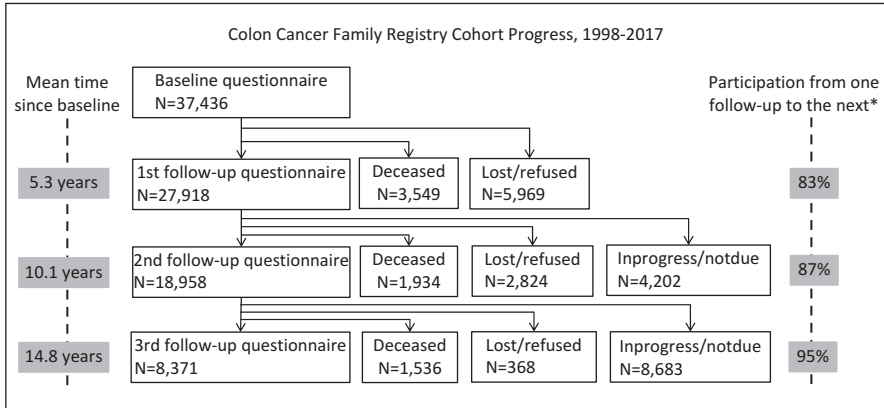 Colon Cancer Family Registry Cohort Progress, 1998-2017
Mean time
since baseline
Baseline questionnaire
N=37,436
Participation from one
follow-up to the next*
5.3 years
1st follow-up questionnaire
N=27,918
Deceased
N=3,549
Lost/refused
N=5,969
83%
10.1 years
2nd follow-up questionnaire
N=18,958
Deceased
N=1,934
Lost/refused
N=2,824
Inprogress/notdue
N=4,202
87%
14.8 years
3rd follow-up questionnaire
N=8,371
Deceased
N=1,536
Lost/refused
N=368
Inprogress/notdue
N=8,683
95%